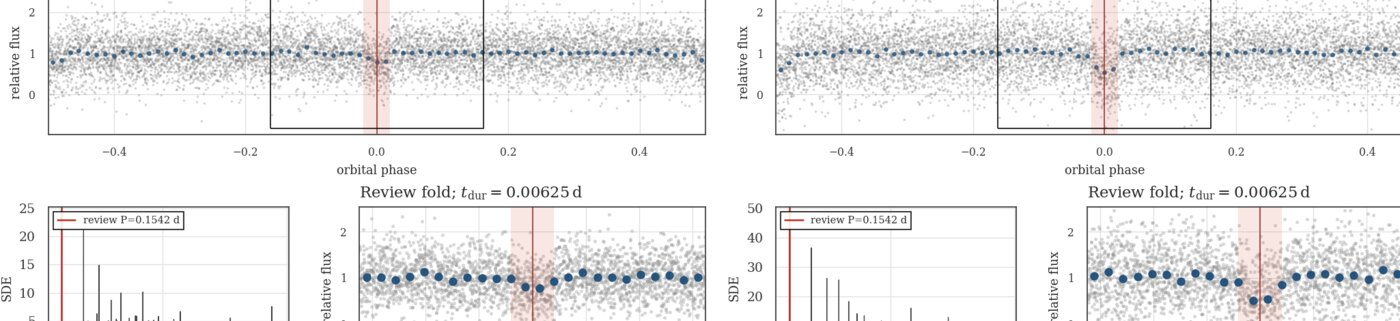 2
1
0
relative flux
−0.4
−0.2
0.0
0.2
0.4
orbital phase
2
1
0
relative flux
−0.4
−0.2
0.0
0.2
0.4
orbital phase
Review fold; tdur = 0.00625 d
25
20
15
10
5
SDE
review P=0.1542 d
2
1
0
relative flux
Review fold; tdur = 0.00625 d
50
40
30
20
SDE
review P=0.1542 d
2
1
relative flux